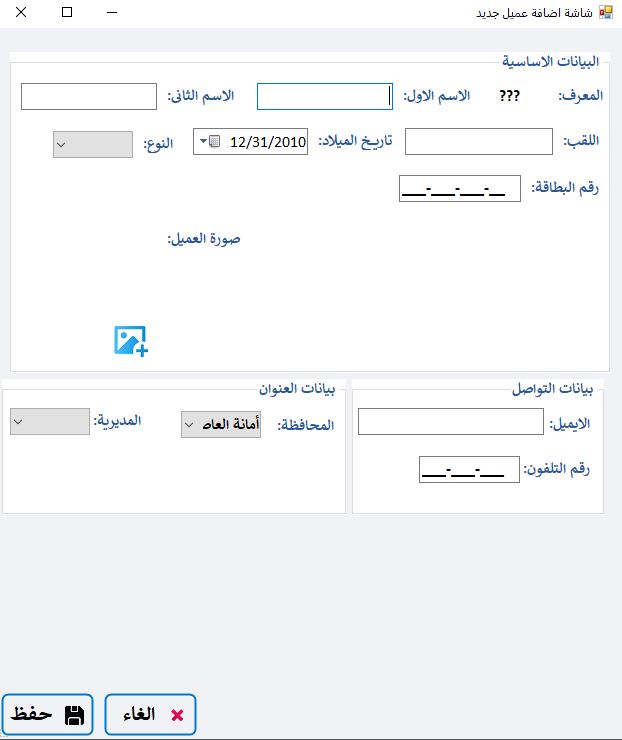 شاشة اضافة عميل جديد
البيانات الاساسية
المعرف: ??? الاسم الاول: الاسم الثانى:
اللقب: تاريخ الميلاد: 12/31/2010 النوع:
رقم البطاقة: ___-___-___-__
صورة العميل:
بيانات التواصل
الايميل:
رقم التلفون: ___-___-___
بيانات العنوان
المحافظة: أمانة العاص المديرية:
الغاء
حفظ